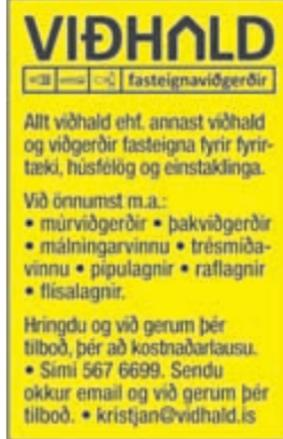 VIÐHALD
fasteignaviðgerðir
Allt viðhald ehf. annast viðhald
og viðgerðir fasteigna fyrir fyrir-
tæki, húsfélög og einstaklinga.
Við önnumst m.a.:
• múrviðgerðir • þakviðgerðir
• málningarvinnu • trésmíða-
vinnu • pípulagnir • raflagnir
• flísalagnir.
Hringdu og við gerum þér
tilboð, þér að kostnaðarlausu.
• Sími 567 6699. Sendu
okkur email og við gerum þér
tilboð. • kristjan@vidhald.is